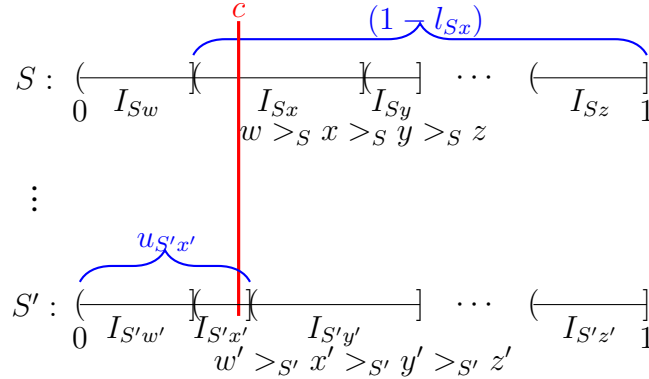 c
(1 − l_{Sx})
S : ( ]( ]( ] ⋯ ( ]
0 I_{Sw} I_{Sx} I_{Sy} I_{Sz} 1
w >_S x >_S y >_S z
⋮
u_{S'x'}
S' : ( ]( ]( ] ⋯ ( ]
0 I_{S'w'} I_{S'x'} I_{S'y'} I_{S'z'} 1
w' >_{S'} x' >_{S'} y' >_{S'} z'